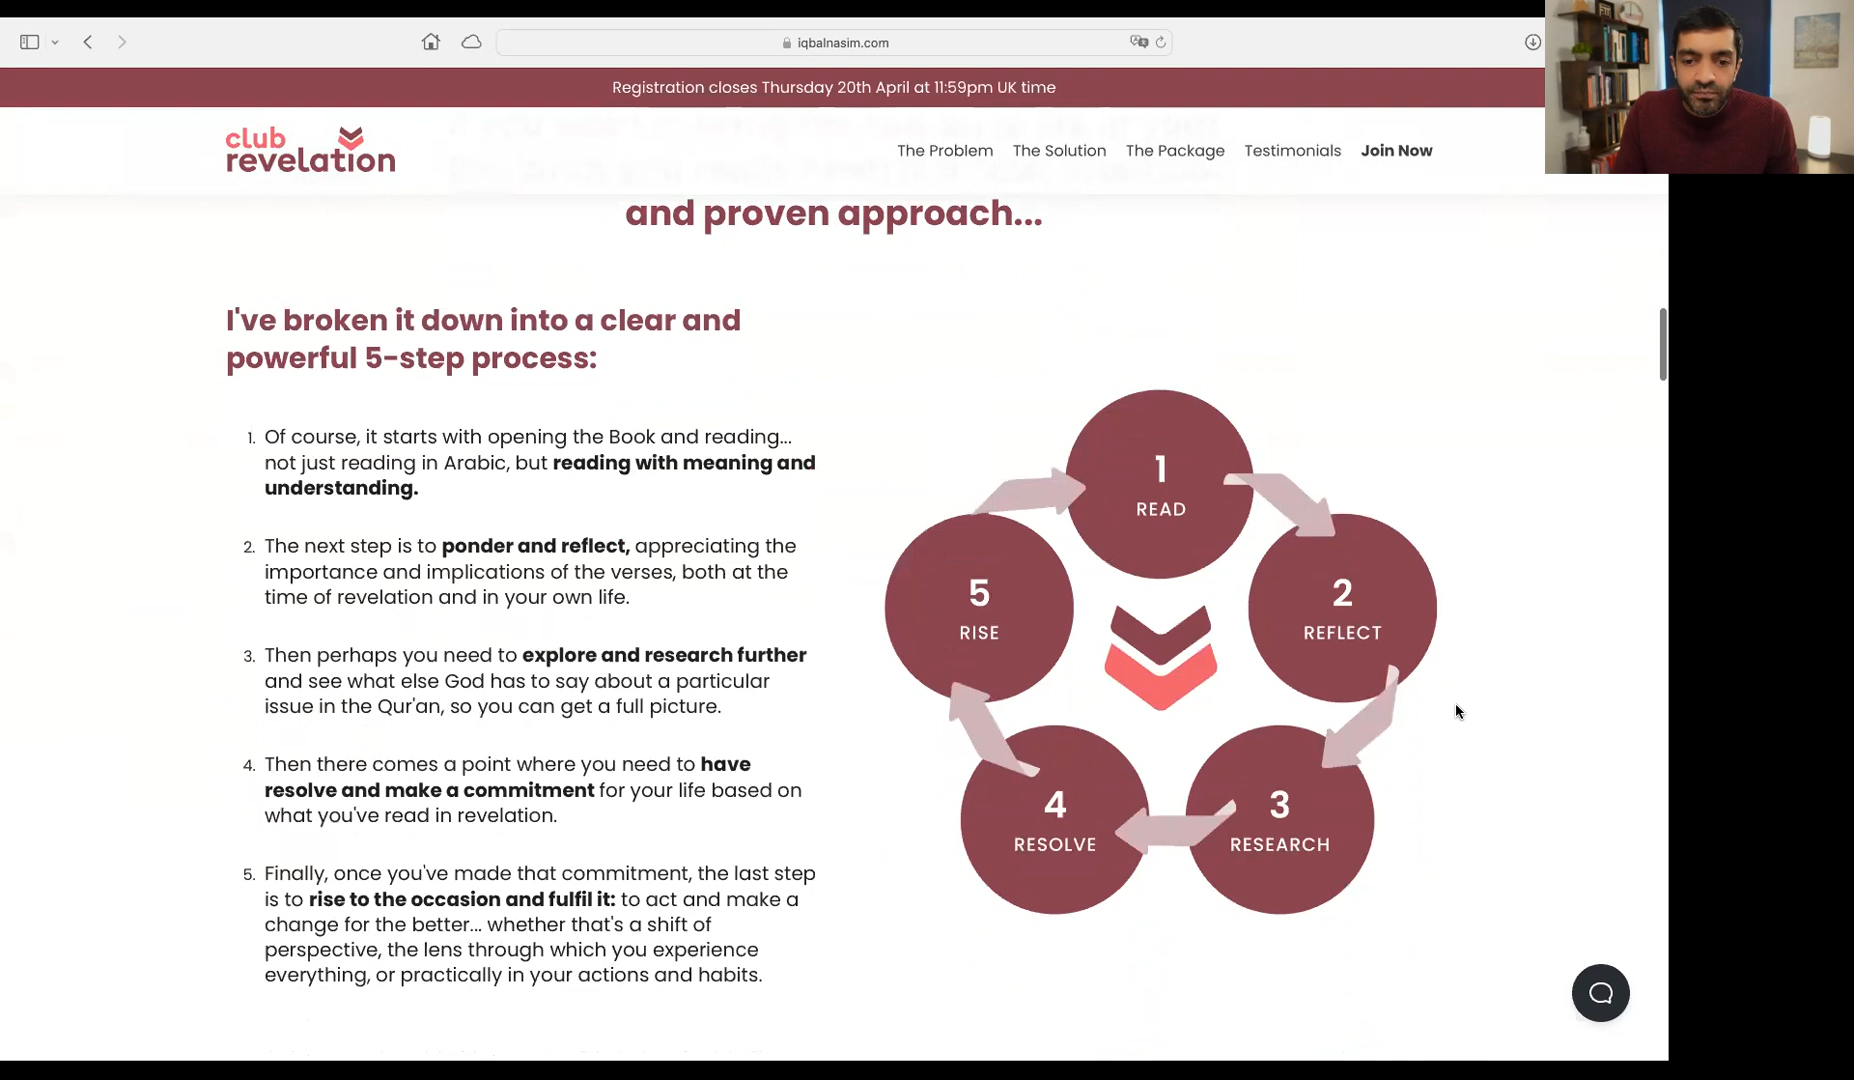 iqbalnasim.com
Registration closes Thursday 20th April at 11:59pm UK time
club
revelation
The Problem
The Solution
The Package
Testimonials
Join Now
and proven approach...
I've broken it down into a clear and
powerful 5-step process:
1. Of course, it starts with opening the Book and reading...
not just reading in Arabic, but reading with meaning and
understanding.
2. The next step is to ponder and reflect, appreciating the
importance and implications of the verses, both at the
time of revelation and in your own life.
3. Then perhaps you need to explore and research further
and see what else God has to say about a particular
issue in the Qur'an, so you can get a full picture.
4. Then there comes a point where you need to have
resolve and make a commitment for your life based on
what you've read in revelation.
5. Finally, once you've made that commitment, the last step
is to rise to the occasion and fulfil it: to act and make a
change for the better... whether that's a shift of
perspective, the lens through which you experience
everything, or practically in your actions and habits.
1
READ
2
REFLECT
3
RESEARCH
4
RESOLVE
5
RISE